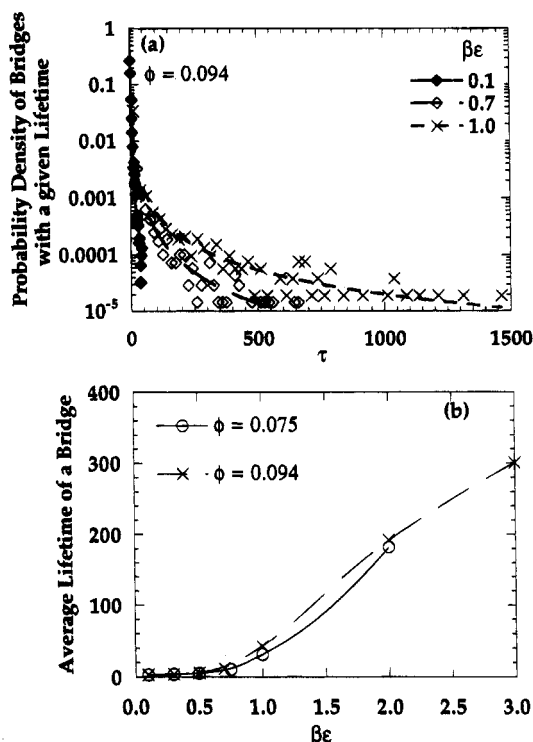 (a)
ϕ = 0.094
βε
0.1
0.7
1.0
Probability Density of Bridges
with a given Lifetime
1
0.1
0.01
0.001
0.0001
10⁻⁵
0
500
1000
1500
τ
(b)
ϕ = 0.075
ϕ = 0.094
Average Lifetime of a Bridge
400
300
200
100
0
0.0
0.5
1.0
1.5
2.0
2.5
3.0
βε